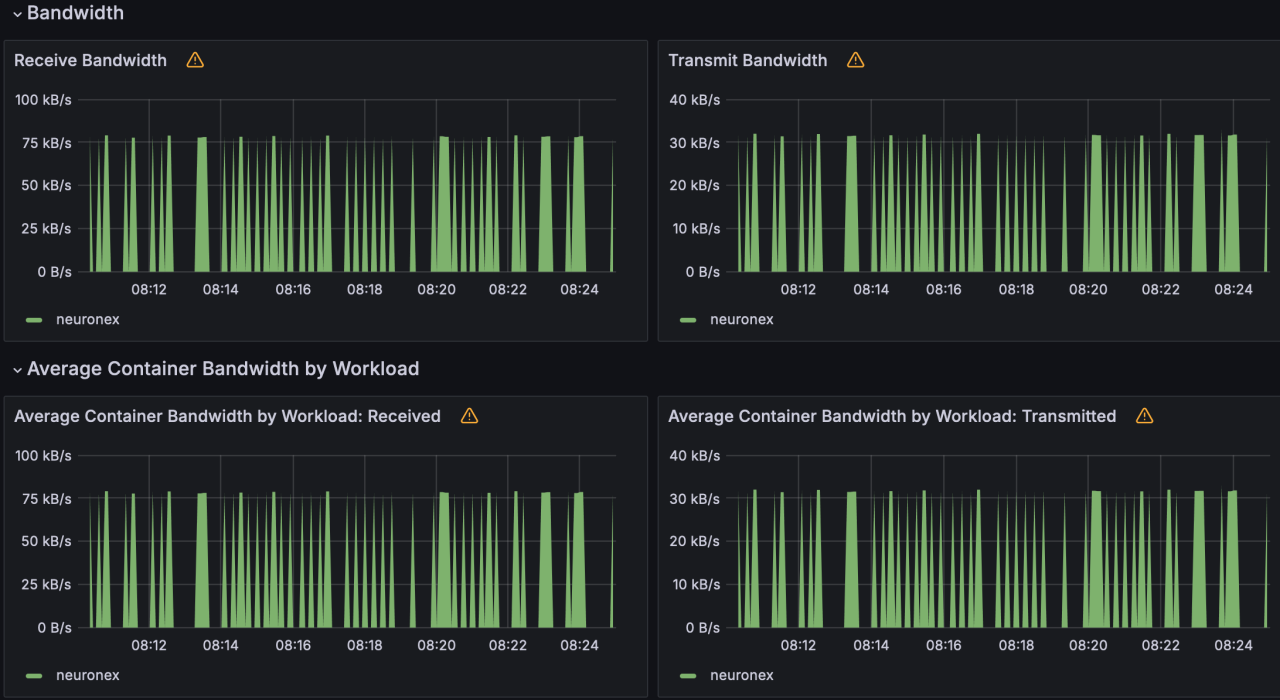 Bandwidth
Receive Bandwidth
100 kB/s
75 kB/s
50 kB/s
25 kB/s
0 B/s
08:12 08:14 08:16 08:18 08:20 08:22 08:24
neuronex
Transmit Bandwidth
40 kB/s
30 kB/s
20 kB/s
10 kB/s
0 B/s
08:12 08:14 08:16 08:18 08:20 08:22 08:24
neuronex
Average Container Bandwidth by Workload
Average Container Bandwidth by Workload: Received
100 kB/s
75 kB/s
50 kB/s
25 kB/s
0 B/s
08:12 08:14 08:16 08:18 08:20 08:22 08:24
neuronex
Average Container Bandwidth by Workload: Transmitted
40 kB/s
30 kB/s
20 kB/s
10 kB/s
0 B/s
08:12 08:14 08:16 08:18 08:20 08:22 08:24
neuronex